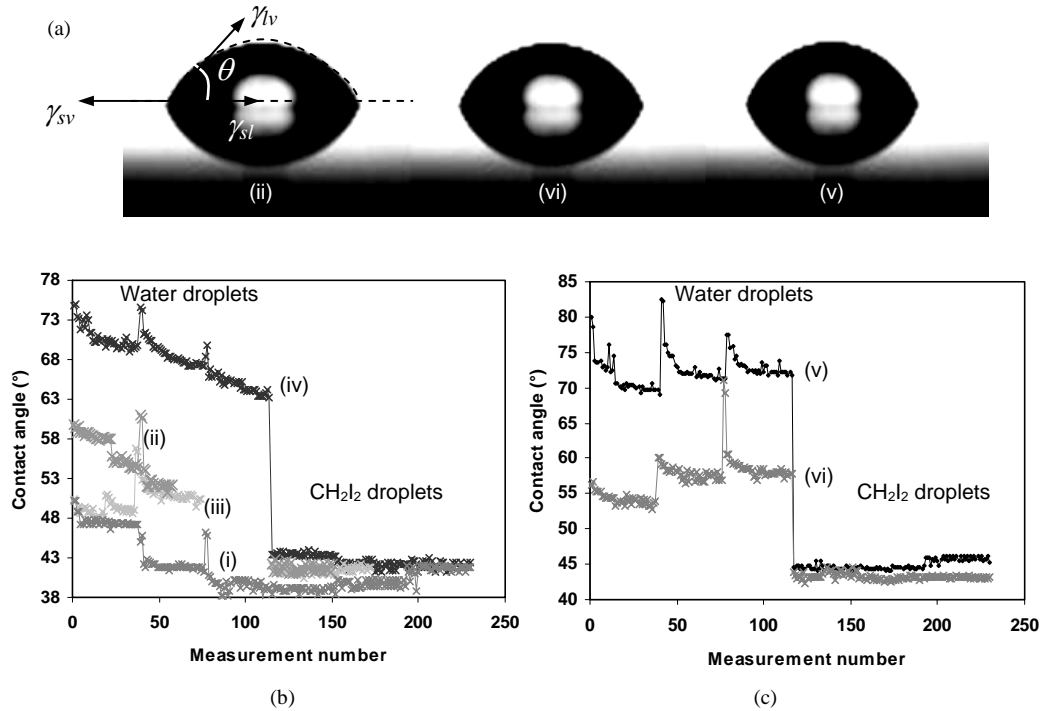 (a)
γlv
θ
γsv
γsl
(ii)
(vi)
(v)
78
73
68
63
58
53
48
43
38
Contact angle (°)
Water droplets
(iv)
(ii)
(iii)
(i)
CH₂I₂ droplets
0 50 100 150 200 250
Measurement number
(b)
85
80
75
70
65
60
55
50
45
40
Contact angle (°)
Water droplets
(v)
(vi)
CH₂I₂ droplets
0 50 100 150 200 250
Measurement number
(c)